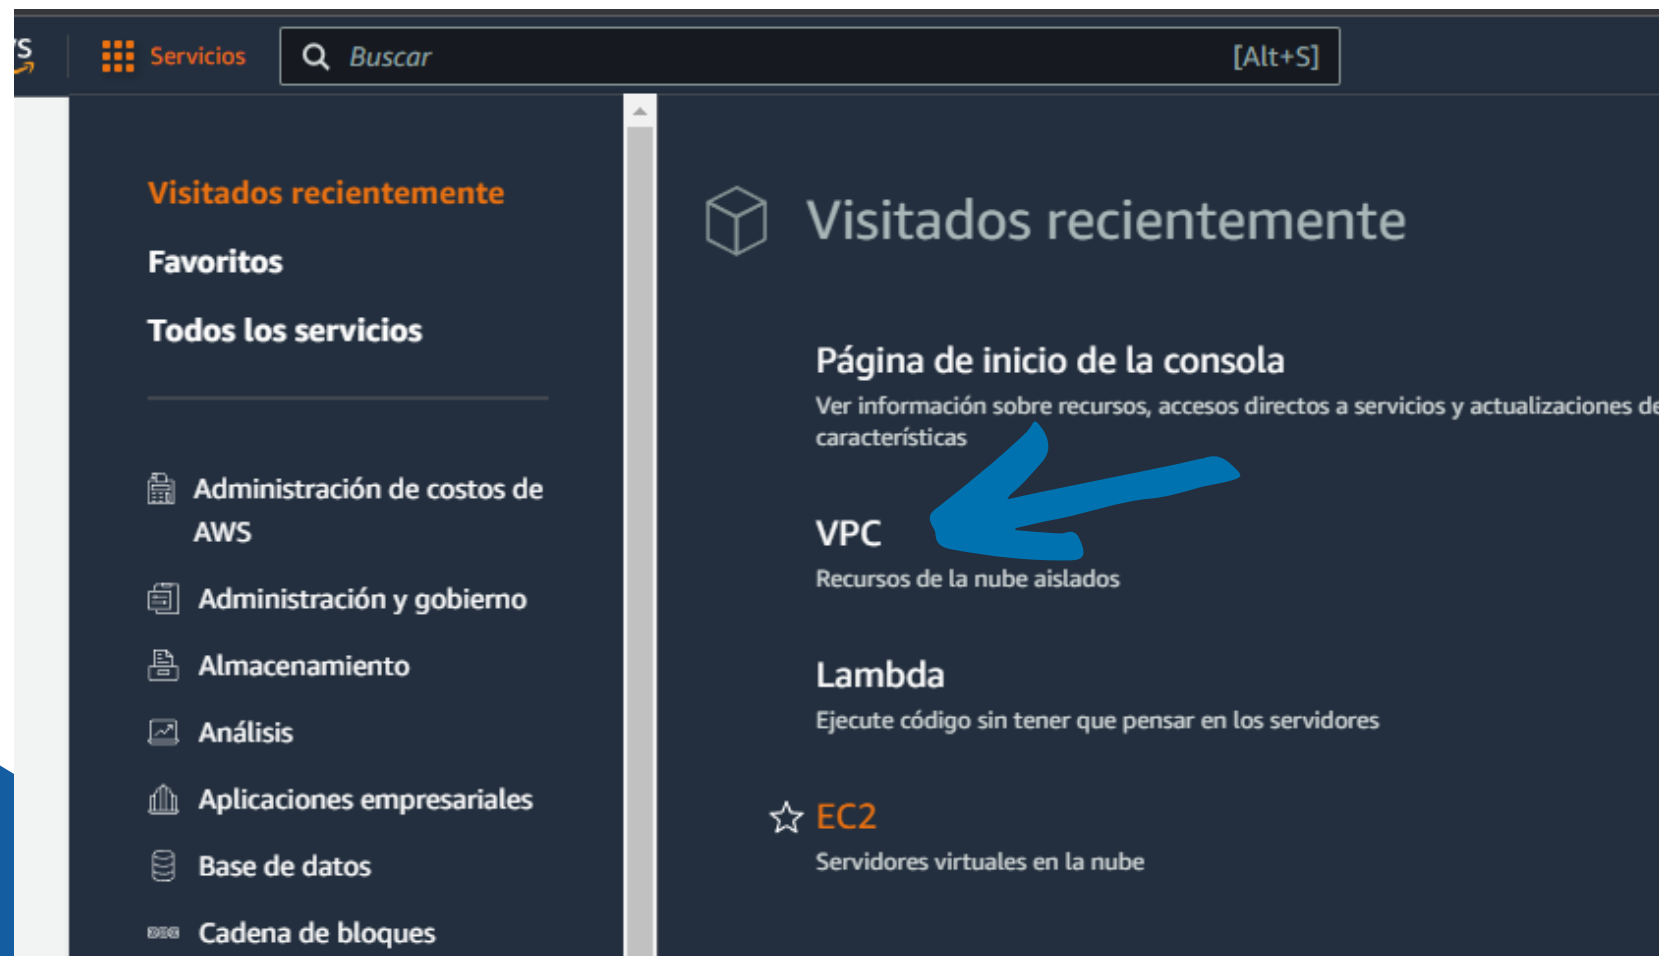 Servicios
Buscar
[Alt+S]
Visitados recientemente
Favoritos
Todos los servicios
Administración de costos de
AWS
Administración y gobierno
Almacenamiento
Análisis
Aplicaciones empresariales
Base de datos
Cadena de bloques
Visitados recientemente
Página de inicio de la consola
Ver información sobre recursos, accesos directos a servicios y actualizaciones de
características
VPC
Recursos de la nube aislados
Lambda
Ejecute código sin tener que pensar en los servidores
EC2
Servidores virtuales en la nube